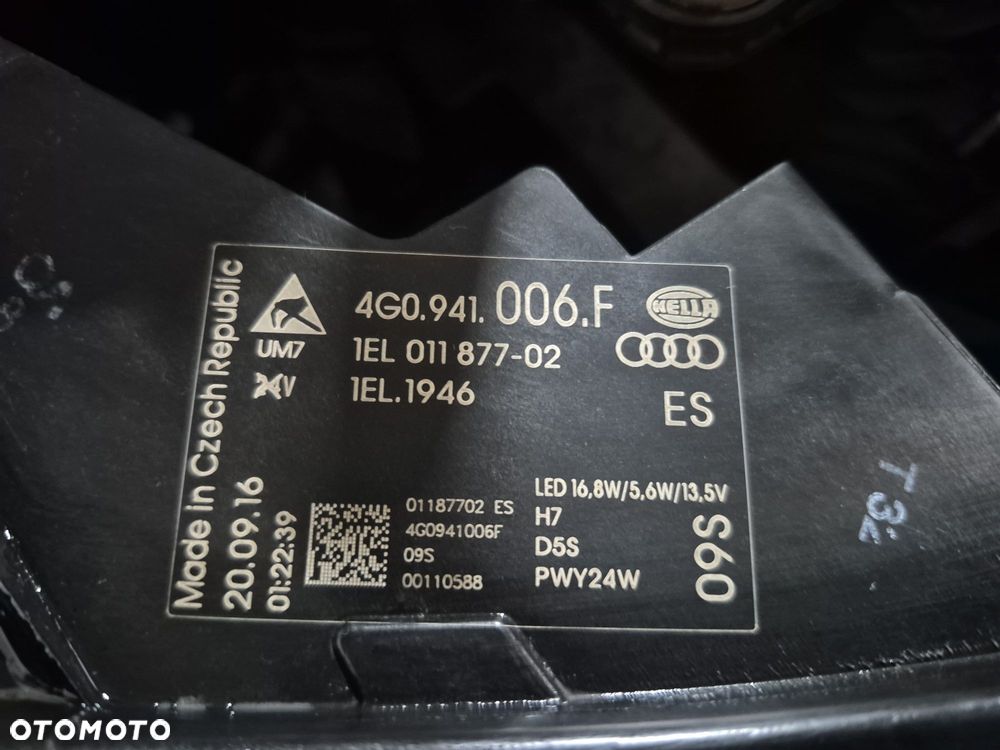 Made in Czech Republic
20.09.16
01:22:39
4G0.941.006.F
HELLA
UM7
1EL 011 877-02
1EL.1946
ES
LED 16,8W/5,6W/13,5V
01187702 ES
H7
4G0941006F
D5S
09S
PWY24W
00110588
09S
T32
OTOMOTO